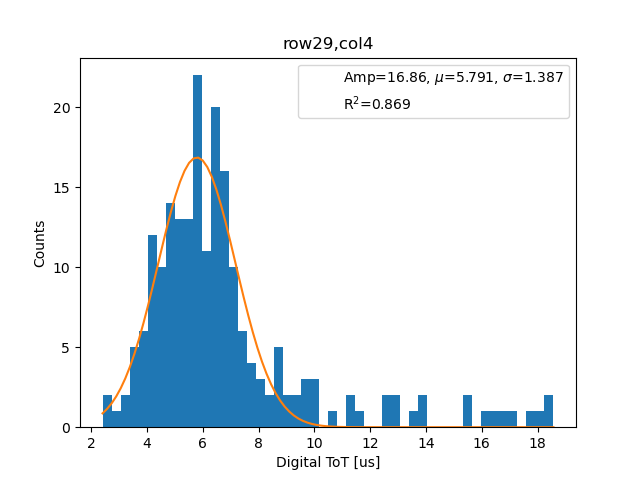 row29,col4
Amp=16.86, μ=5.791, σ=1.387
R²=0.869
Counts
20
15
10
5
0
2 4 6 8 10 12 14 16 18
Digital ToT [us]